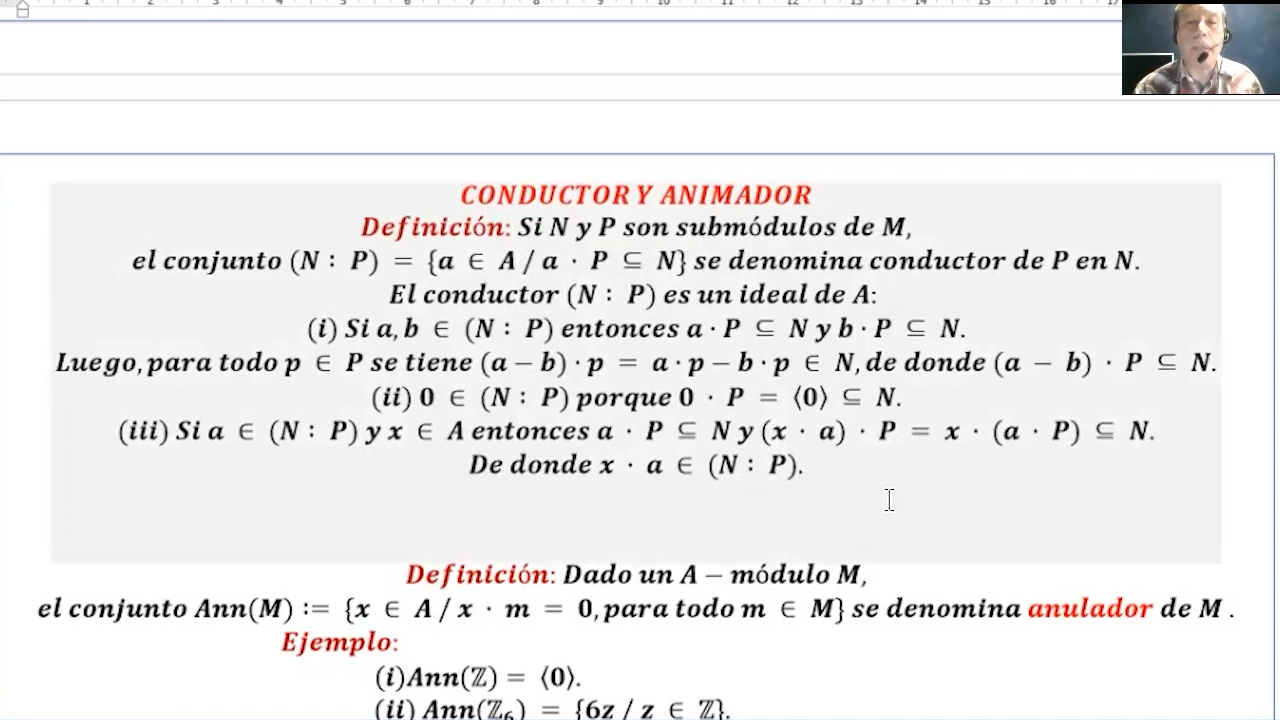 CONDUCTOR Y ANIMADOR
Definición: Si N y P son submódulos de M,
el conjunto (N : P) = {a ∈ A / a · P ⊆ N} se denomina conductor de P en N.
El conductor (N : P) es un ideal de A:
(i) Si a, b ∈ (N : P) entonces a · P ⊆ N y b · P ⊆ N.
Luego, para todo p ∈ P se tiene (a − b) · p = a · p − b · p ∈ N, de donde (a − b) · P ⊆ N.
(ii) 0 ∈ (N : P) porque 0 · P = ⟨0⟩ ⊆ N.
(iii) Si a ∈ (N : P) y x ∈ A entonces a · P ⊆ N y (x · a) · P = x · (a · P) ⊆ N.
De donde x · a ∈ (N : P).
Definición: Dado un A − módulo M,
el conjunto Ann(M) := {x ∈ A / x · m = 0, para todo m ∈ M} se denomina anulador de M .
Ejemplo:
(i)Ann(ℤ) = ⟨0⟩.
(ii) Ann(ℤ₆) = {6z / z ∈ ℤ}.